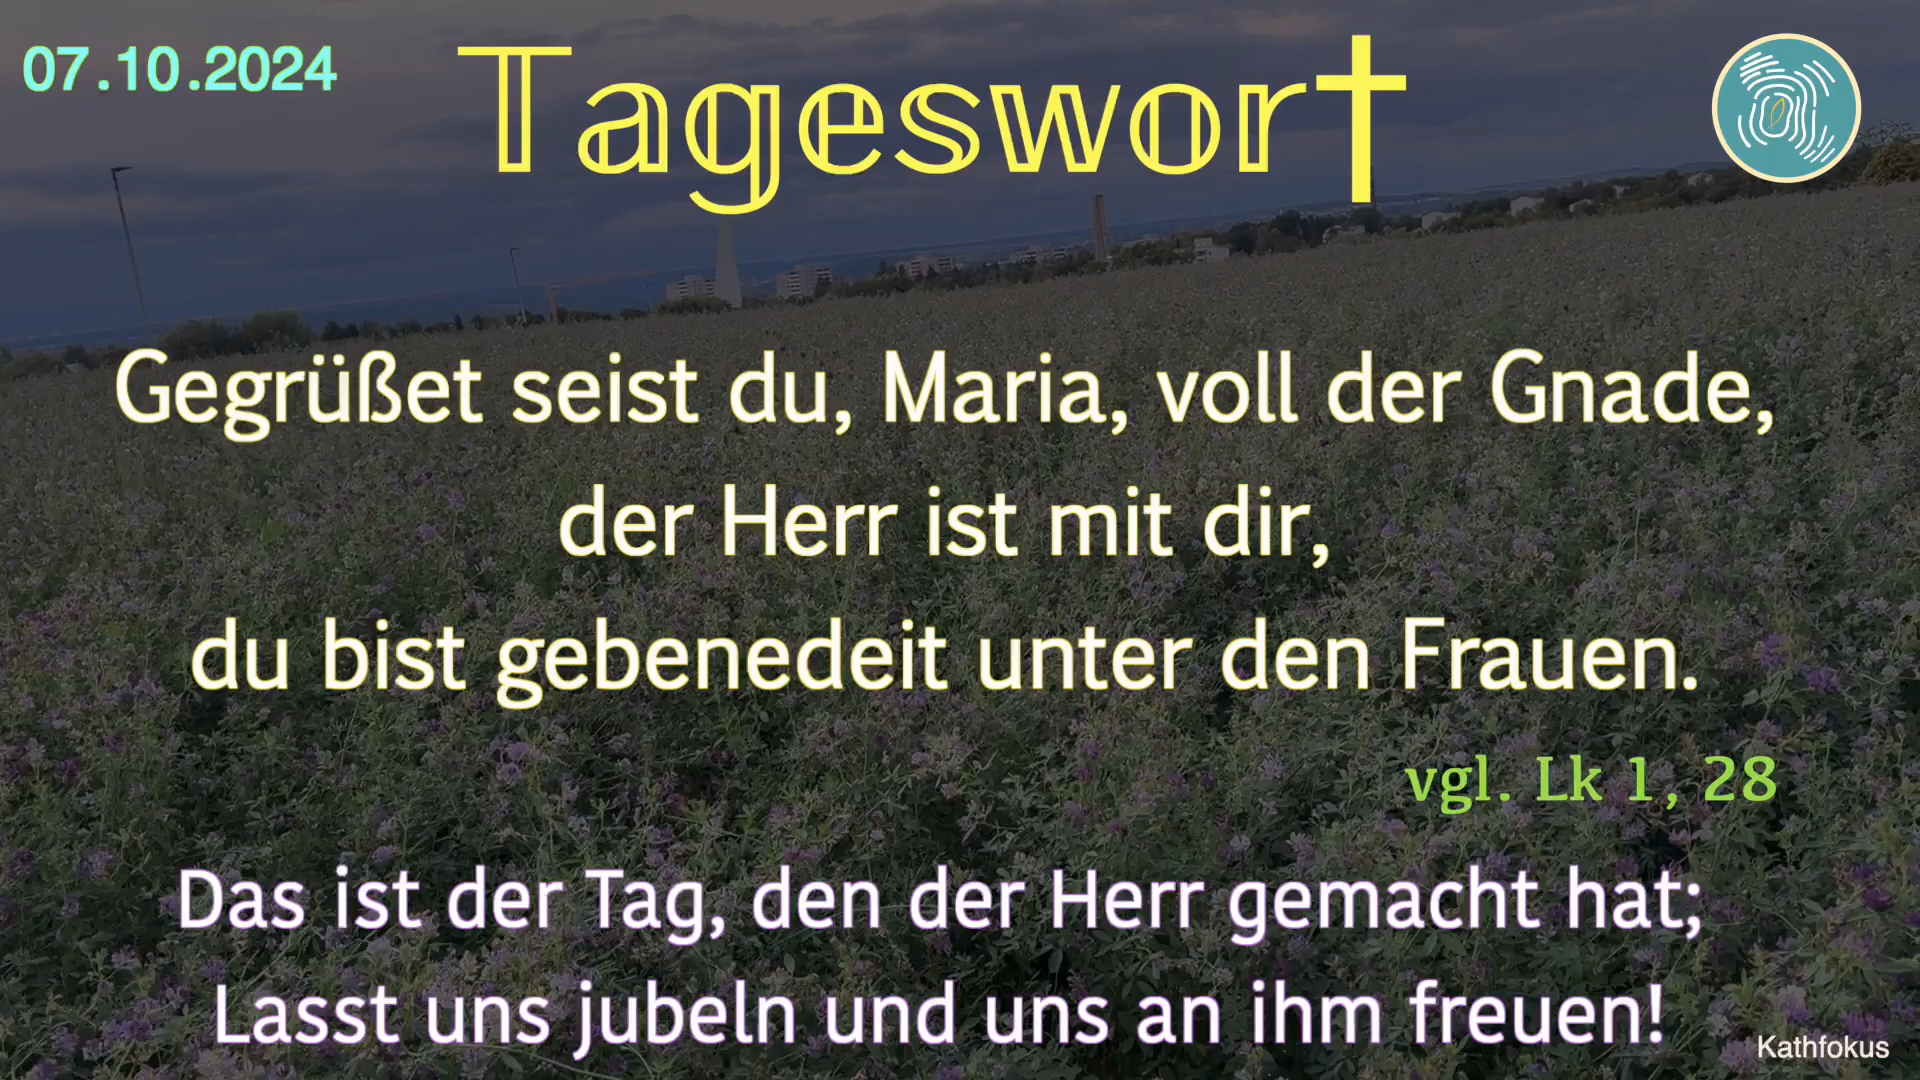 07.10.2024
Tageswort
Gegrüßet seist du, Maria, voll der Gnade,
der Herr ist mit dir,
du bist gebenedeit unter den Frauen.
vgl. Lk 1, 28
Das ist der Tag, den der Herr gemacht hat;
Lasst uns jubeln und uns an ihm freuen!
Kathfokus